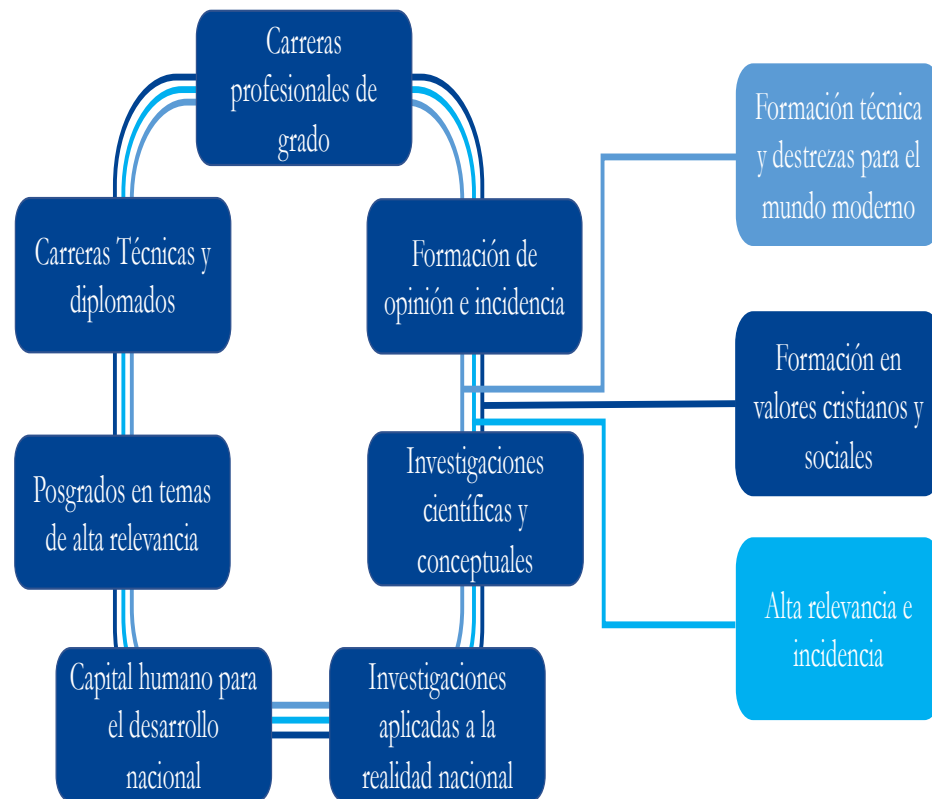 Carreras
profesionales de
grado
Formación técnica
y destrezas para el
mundo moderno
Carreras Técnicas y
diplomados
Formación de
opinión e incidencia
Formación en
valores cristianos y
sociales
Posgrados en temas
de alta relevancia
Investigaciones
científicas y
conceptuales
Alta relevancia e
incidencia
Capital humano para
el desarrollo
nacional
Investigaciones
aplicadas a la
realidad nacional